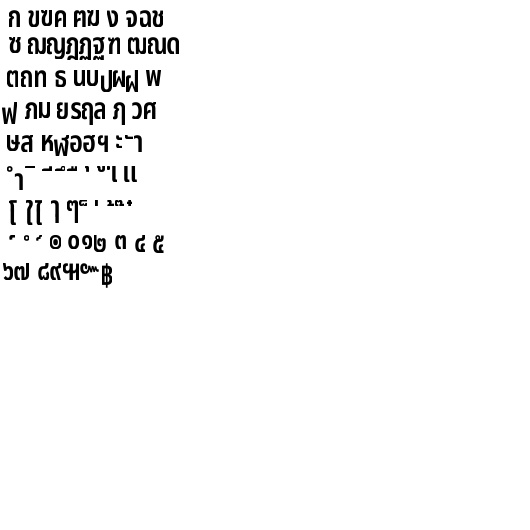 ก ขฃค ฅฆ ง จฉช
ซ ฌญฎฏฐฑ ฒณด
ตถท ธ นบปผฝ พ
ฟ ภม ยรฤล ฦ วศ
ษส หฬอฮฯ ะ ัา
ำ ิ ี ึ ื ุ ู ฺ เ แ
โ ใไ ๅ ๆ ็ ่ ้ ๊ ๋
์ ํ ๎ ๏ ๐๑๒ ๓ ๔ ๕
๖๗ ๘๙๚๛฿